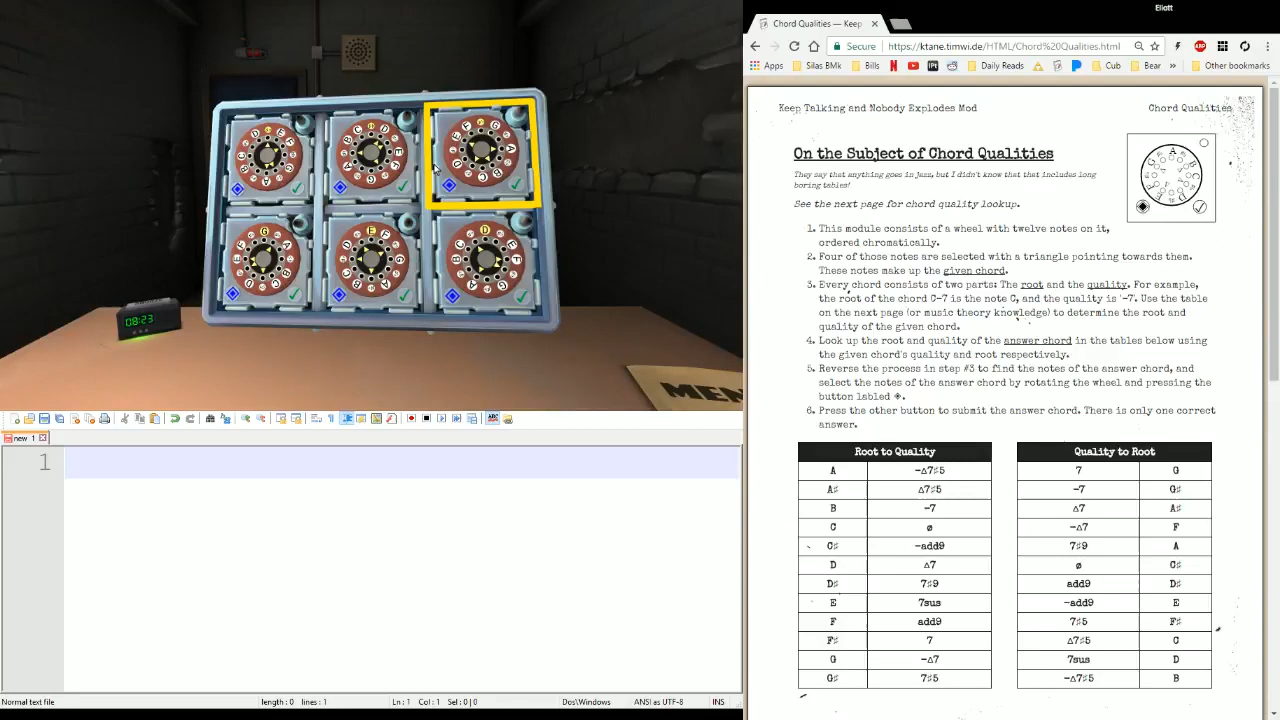 Eliott
Chord Qualities — Keep
Secure
https://ktane.timwi.de/HTML/Chord%20Qualities.html
Apps
Silas BMk
Bills
iPt
Daily Reads
Cub
Bear
»
Other bookmarks
Keep Talking and Nobody Explodes Mod
Chord Qualities
On the Subject of Chord Qualities
They say that anything goes in jazz, but I didn't know that that includes long
boring tables!
See the next page for chord quality lookup.
1. This module consists of a wheel with twelve notes on it,
ordered chromatically.
2. Four of those notes are selected with a triangle pointing towards them.
These notes make up the given chord.
3. Every chord consists of two parts: The root and the quality. For example,
the root of the chord C-7 is the note C, and the quality is '-7'. Use the table
on the next page (or music theory knowledge) to determine the root and
quality of the given chord.
4. Look up the root and quality of the answer chord in the tables below using
the given chord's quality and root respectively.
5. Reverse the process in step #3 to find the notes of the answer chord, and
select the notes of the answer chord by rotating the wheel and pressing the
button labled ◈.
6. Press the other button to submit the answer chord. There is only one correct
answer.
Root to Quality
A -Δ7♯5
A♯ Δ7♯5
B -7
C ø
C♯ -add9
D Δ7
D♯ 7♯9
E 7sus
F add9
F♯ 7
G -Δ7
G♯ 7♯5
Quality to Root
7 G
-7 G♯
Δ7 A♯
-Δ7 F
7♯9 A
ø C♯
add9 D♯
-add9 E
7♯5 F♯
Δ7♯5 C
7sus D
-Δ7♯5 B
08:23
MEN
new 1
1
Normal text file
length : 0 lines : 1
Ln : 1 Col : 1 Sel : 0 | 0
Dos\Windows
ANSI as UTF-8
INS